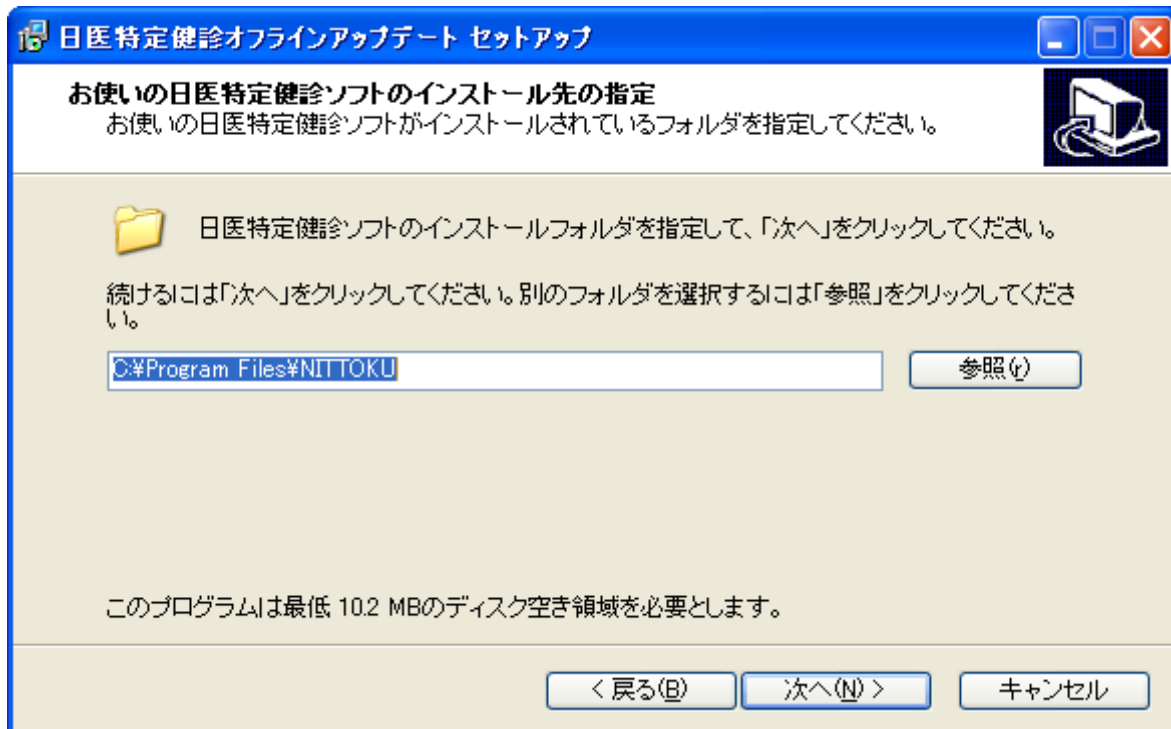 日医特定健診オフラインアップデート セットアップ
お使いの日医特定健診ソフトのインストール先の指定
お使いの日医特定健診ソフトがインストールされているフォルダを指定してください。
日医特定健診ソフトのインストールフォルダを指定して、「次へ」をクリックしてください。
続けるには「次へ」をクリックしてください。別のフォルダを選択するには「参照」をクリックしてくださ
い。
C:¥Program Files¥NITTOKU
参照(r)
このプログラムは最低 10.2 MBのディスク空き領域を必要とします。
< 戻る(B)
次へ(N) >
キャンセル